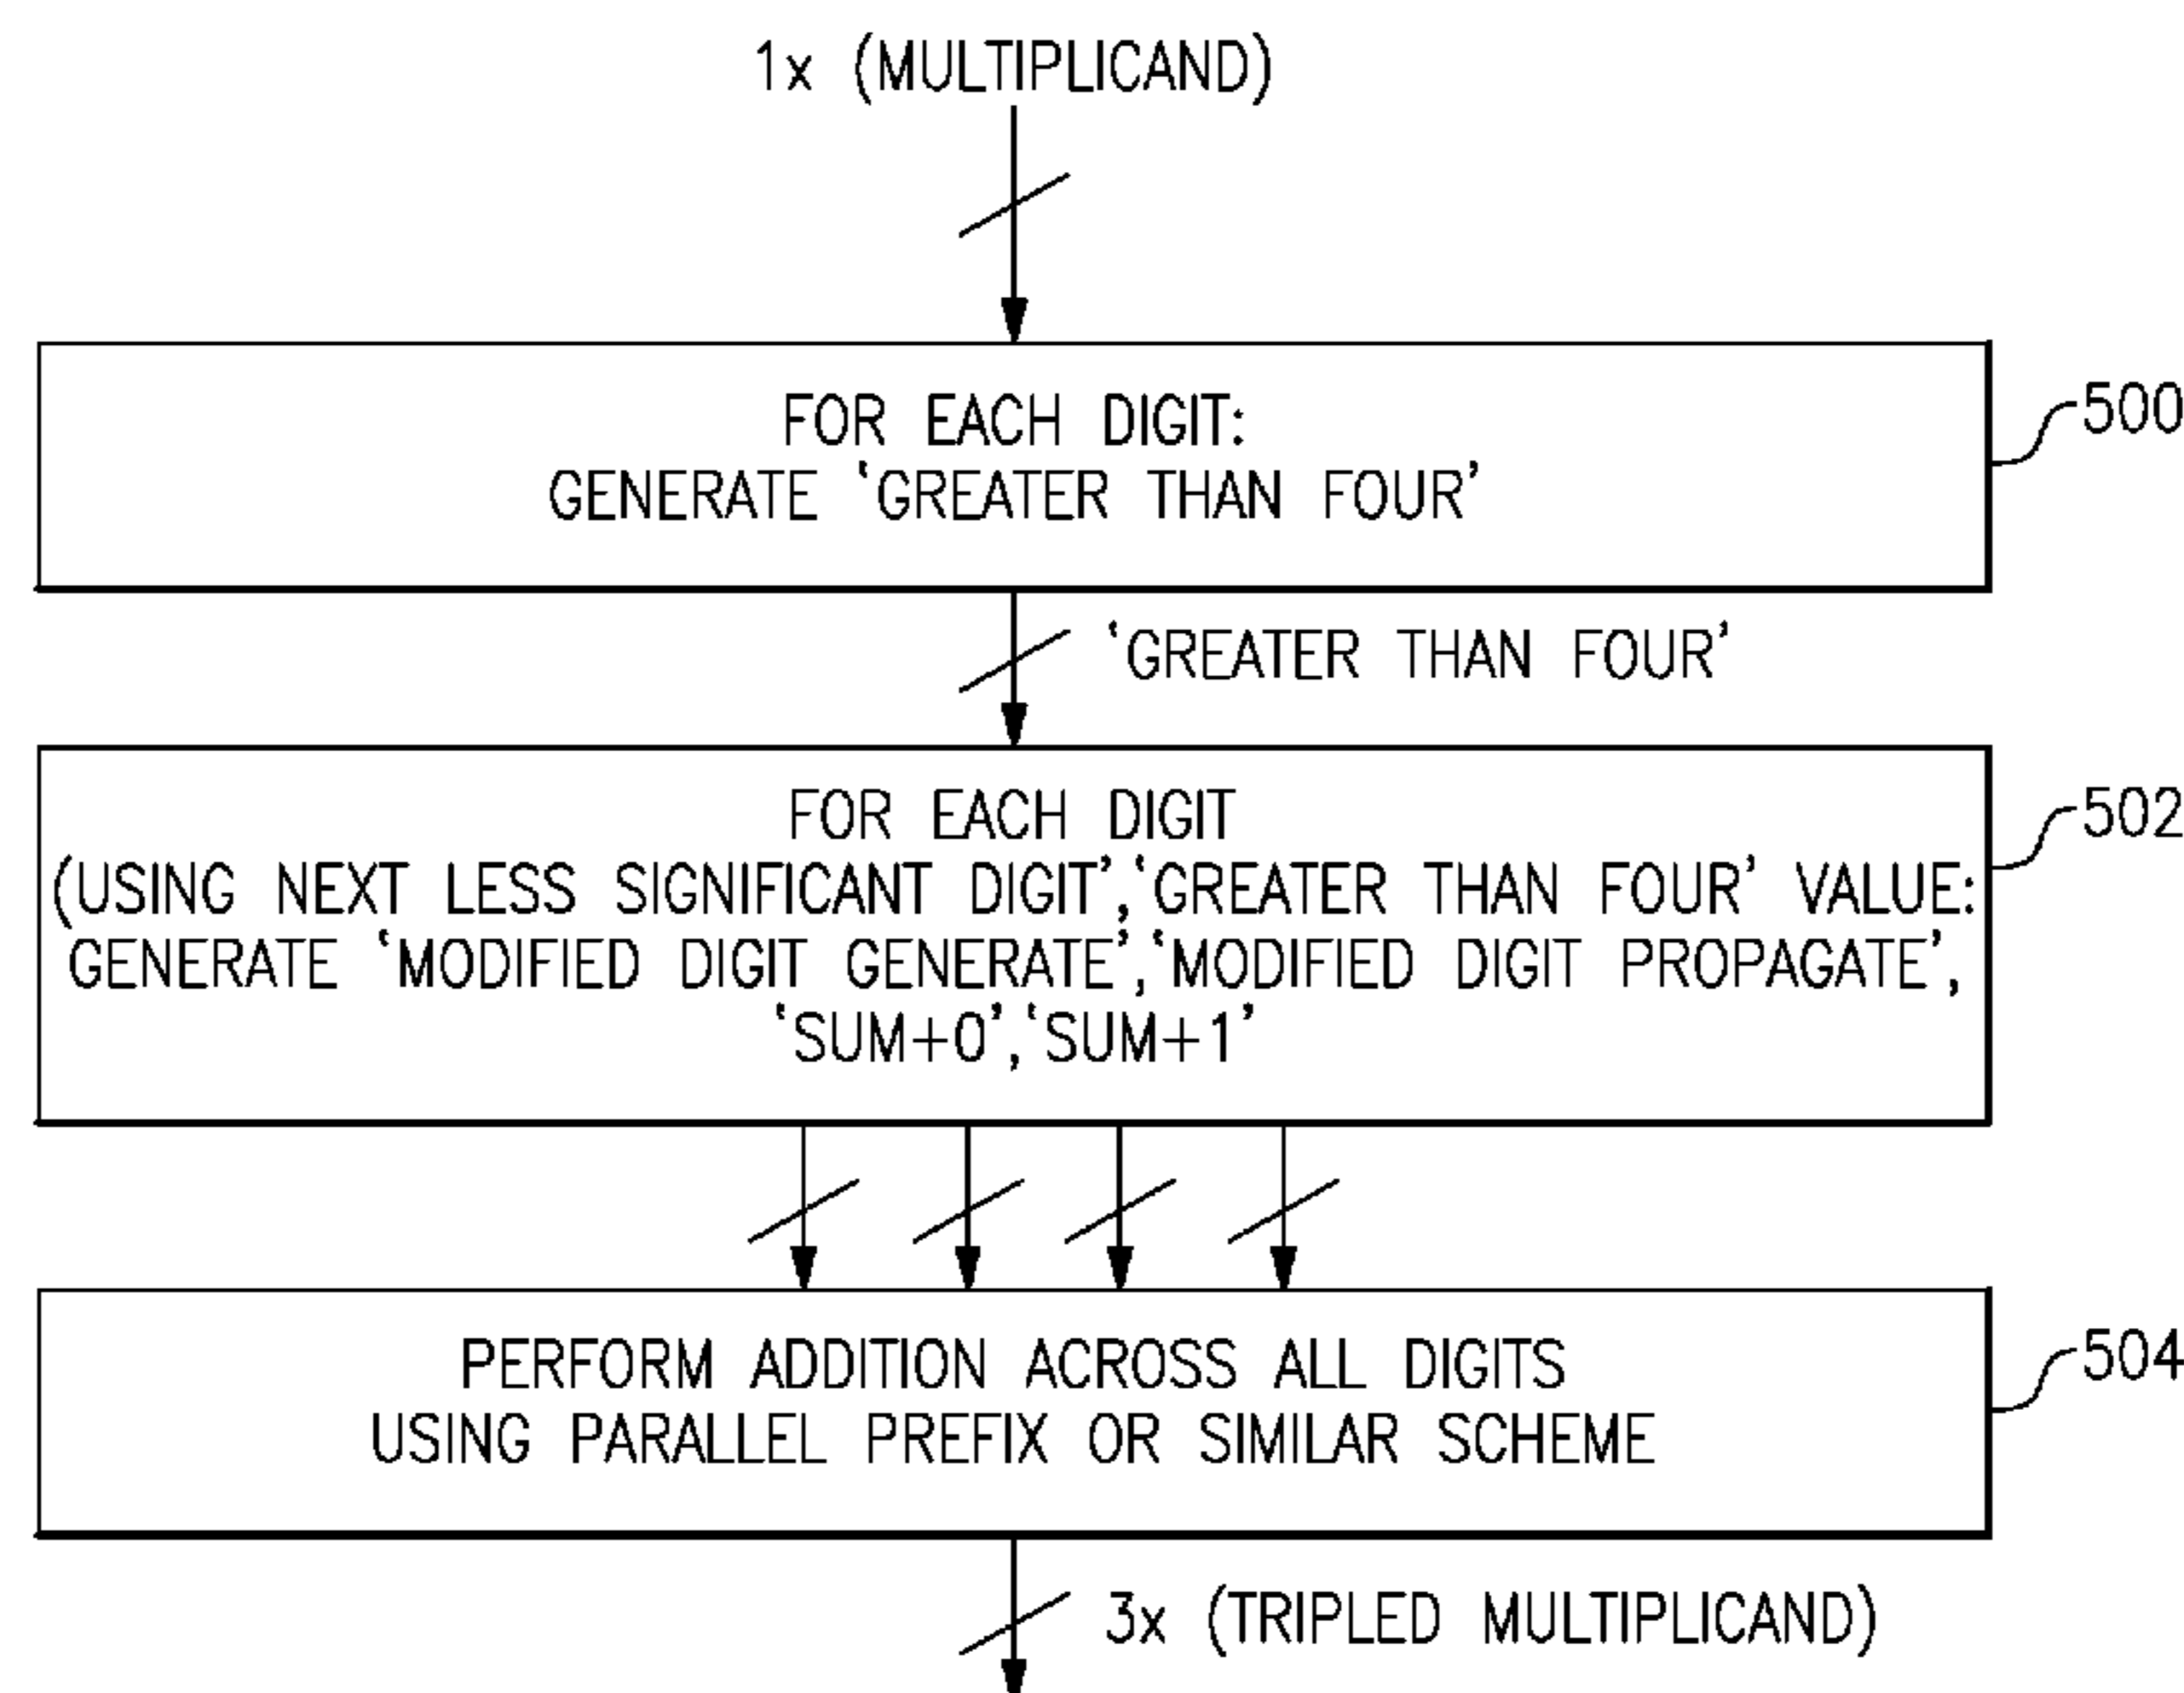 1x (MULTIPLICAND)
FOR EACH DIGIT:
GENERATE ‘GREATER THAN FOUR’
500
‘GREATER THAN FOUR’
FOR EACH DIGIT
(USING NEXT LESS SIGNIFICANT DIGIT’,‘GREATER THAN FOUR’ VALUE:
GENERATE ‘MODIFIED DIGIT GENERATE’,‘MODIFIED DIGIT PROPAGATE’,
‘SUM+0’,‘SUM+1’
502
PERFORM ADDITION ACROSS ALL DIGITS
USING PARALLEL PREFIX OR SIMILAR SCHEME
504
3x (TRIPLED MULTIPLICAND)